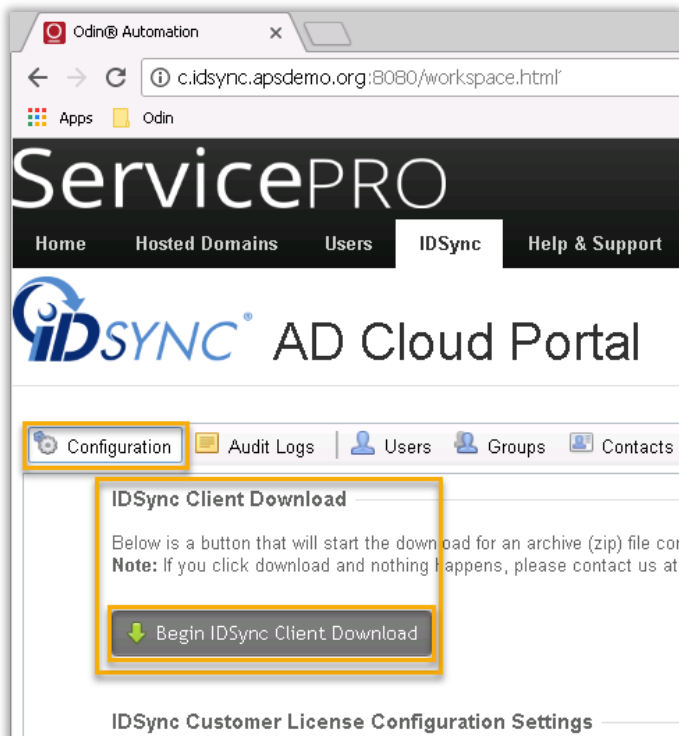 Odin® Automation
c.idsync.apsdemo.org:8080/workspace.html
Apps Odin
ServicePRO
Home Hosted Domains Users IDSync Help & Support
iDSYNC® AD Cloud Portal
Configuration Audit Logs Users Groups Contacts
IDSync Client Download
Below is a button that will start the download for an archive (zip) file
Note: If you click download and nothing happens, please contact us at
Begin IDSync Client Download
IDSync Customer License Configuration Settings